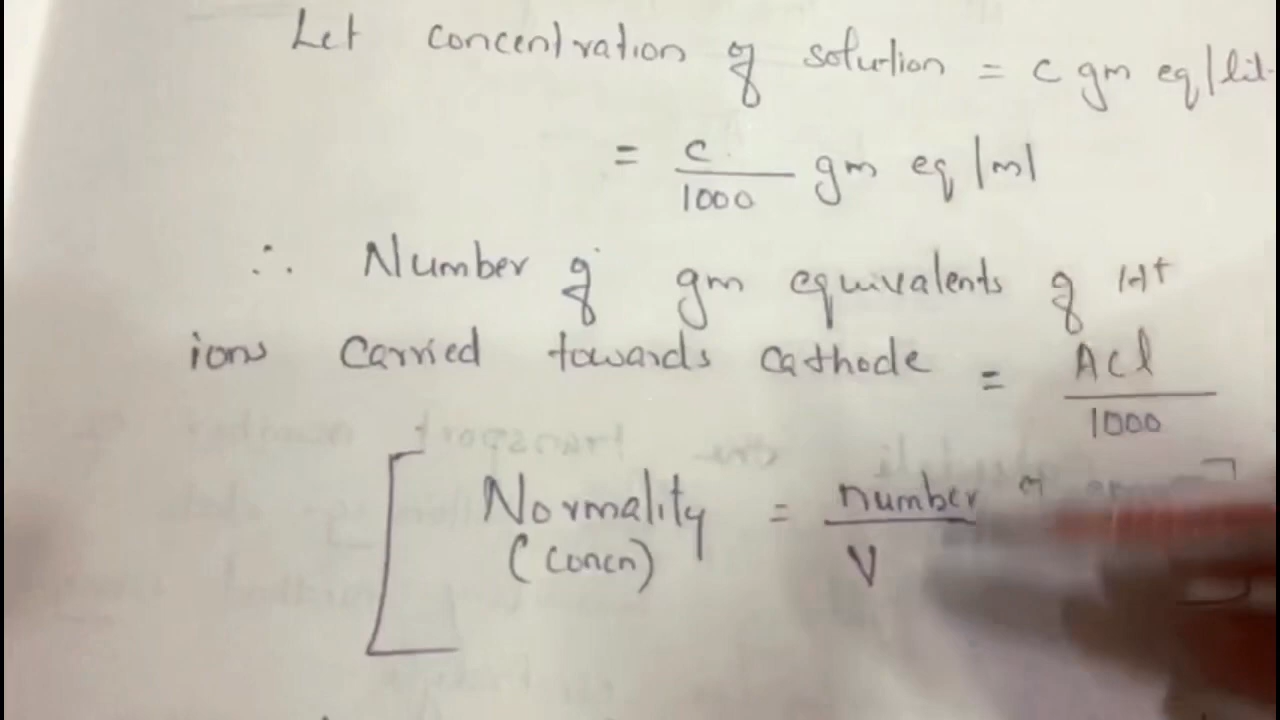 Let concentration of solution = c gm eq/lit.
= c/1000 gm eq/ml
∴ Number of gm equivalents of H+
ions carried towards cathode = ACl/1000
[ Normality = number of
(concn) V ]